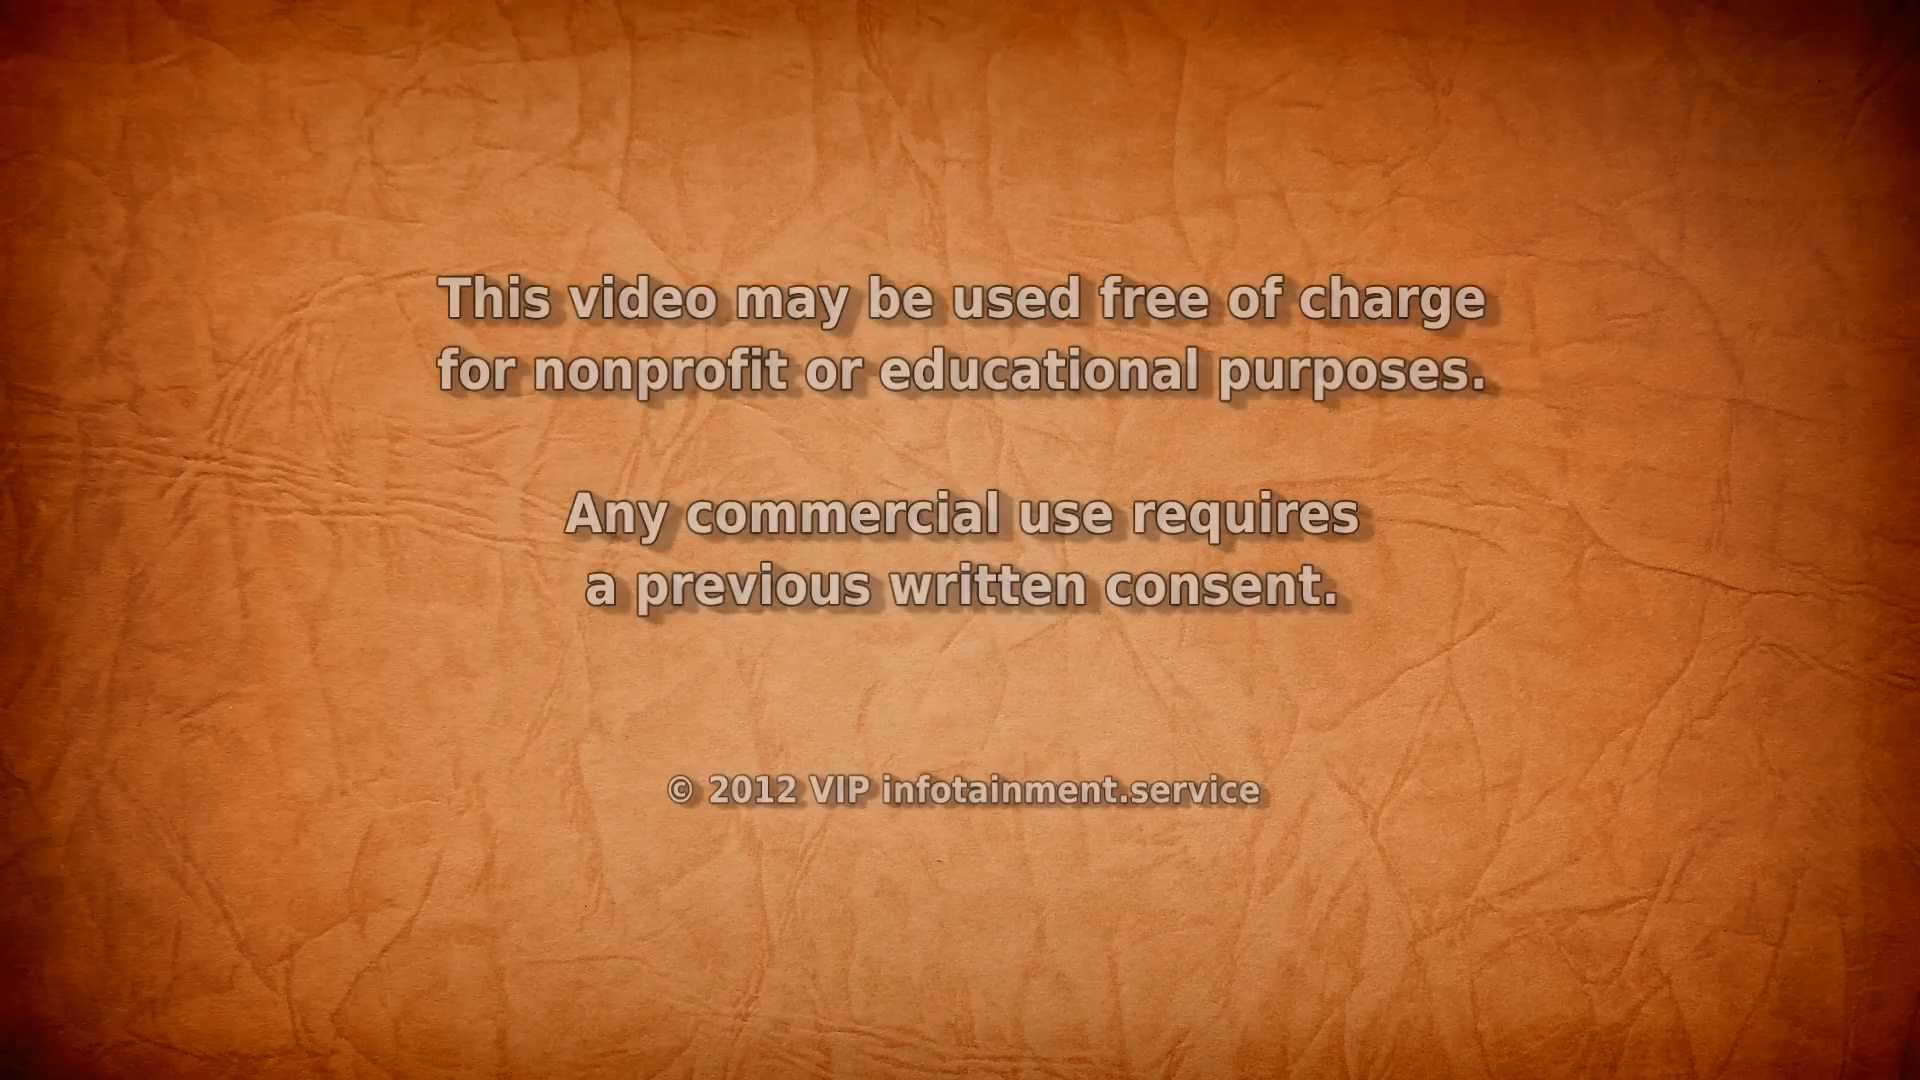 This video may be used free of charge
for nonprofit or educational purposes.
Any commercial use requires
a previous written consent.
© 2012 VIP infotainment.service